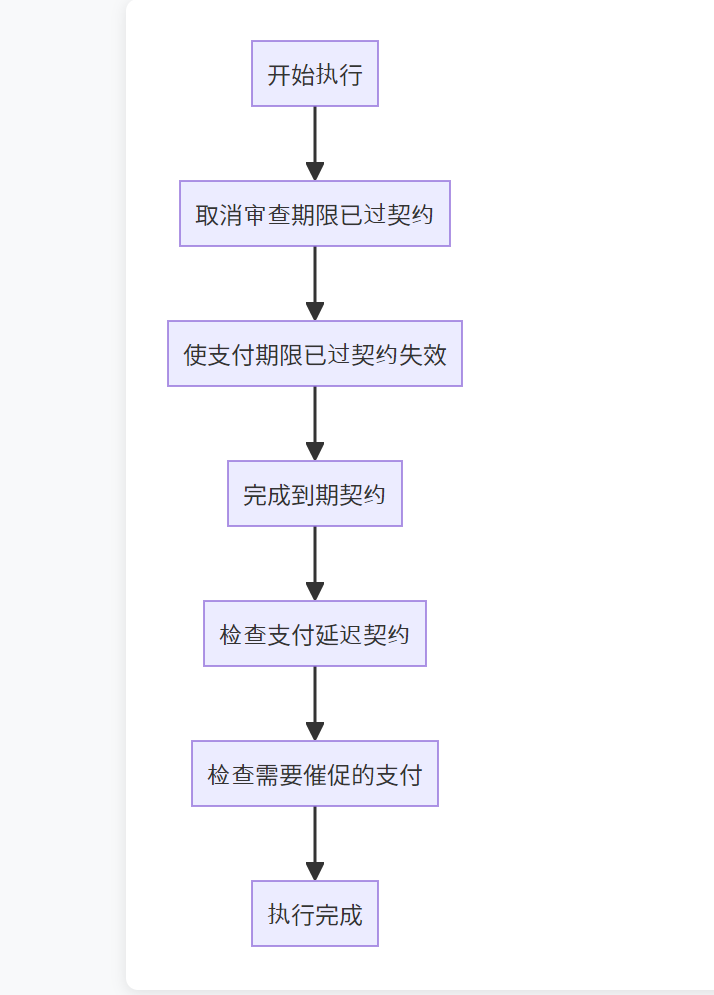 开始执行
取消审查期限已过契约
使支付期限已过契约失效
完成到期契约
检查支付延迟契约
检查需要催促的支付
执行完成